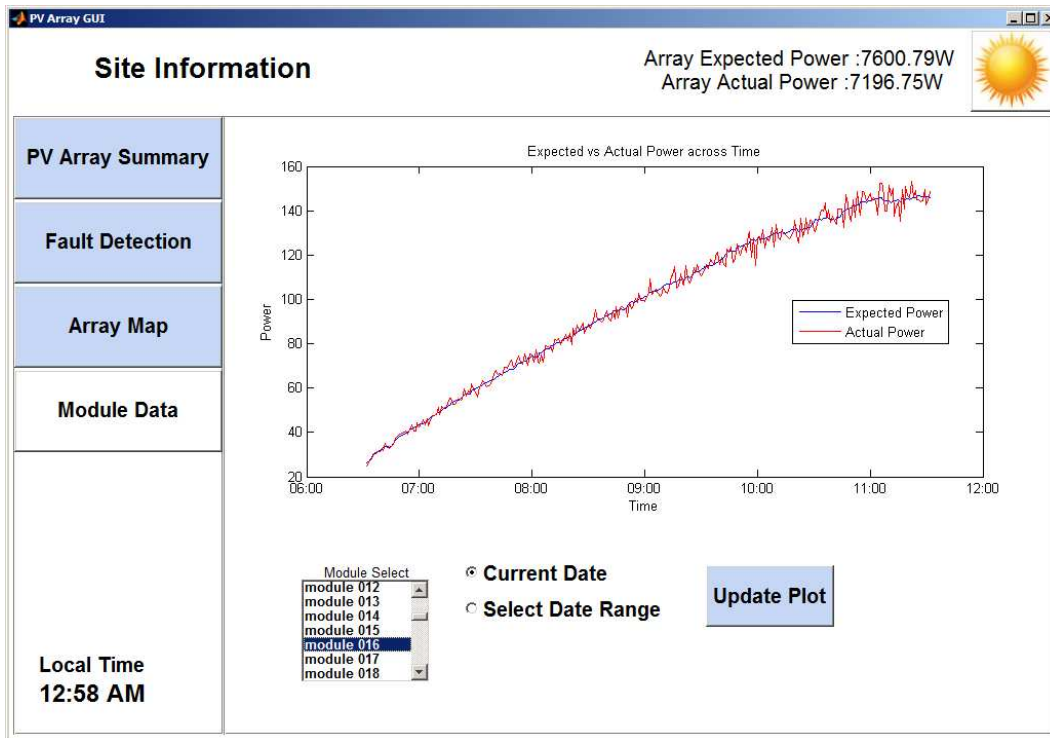 PV Array GUI
Site Information
Array Expected Power :7600.79W
Array Actual Power :7196.75W
PV Array Summary
Fault Detection
Array Map
Module Data
Local Time
12:58 AM
Expected vs Actual Power across Time
160
140
120
100
80
60
40
20
Power
06:00
07:00
08:00
09:00
10:00
11:00
12:00
Time
Expected Power
Actual Power
Module Select
module 012
module 013
module 014
module 015
module 016
module 017
module 018
Current Date
Select Date Range
Update Plot